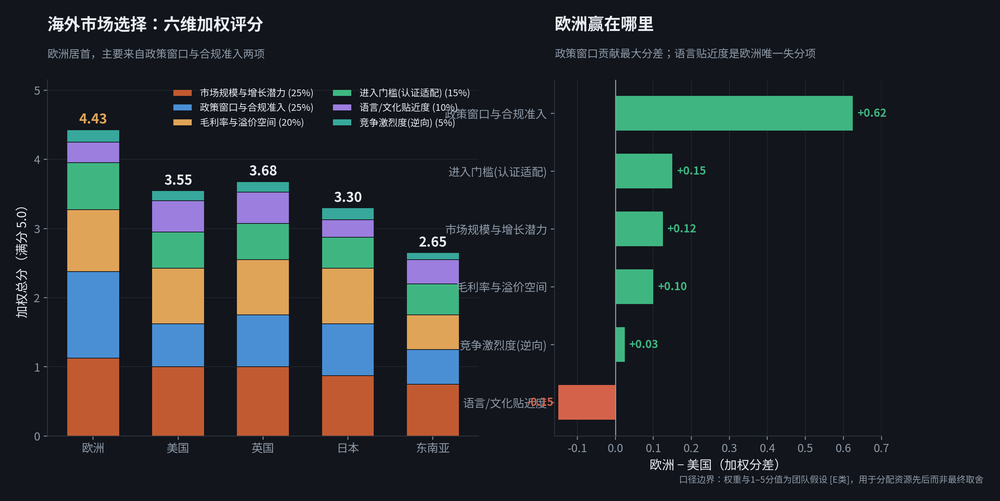 海外市场选择：六维加权评分
欧洲居首，主要来自政策窗口与合规准入两项
加权总分（满分 5.0）
5
4
3
2
1
0
市场规模与增长潜力 (25%)
政策窗口与合规准入 (25%)
毛利率与溢价空间 (20%)
进入门槛(认证适配) (15%)
语言/文化贴近度 (10%)
竞争激烈度(逆向) (5%)
4.43
3.55
3.68
3.30
2.65
欧洲
美国
英国
日本
东南亚
欧洲赢在哪里
政策窗口贡献最大分差；语言贴近度是欧洲唯一失分项
政策窗口与合规准入
+0.62
进入门槛(认证适配)
+0.15
市场规模与增长潜力
+0.12
毛利率与溢价空间
+0.10
竞争激烈度(逆向)
+0.03
语言/文化贴近度
-0.15
-0.1
0.0
0.1
0.2
0.3
0.4
0.5
0.6
0.7
欧洲 − 美国（加权分差）
口径边界：权重与1–5分值为团队假设 [E类]，用于分配资源先后而非最终取舍